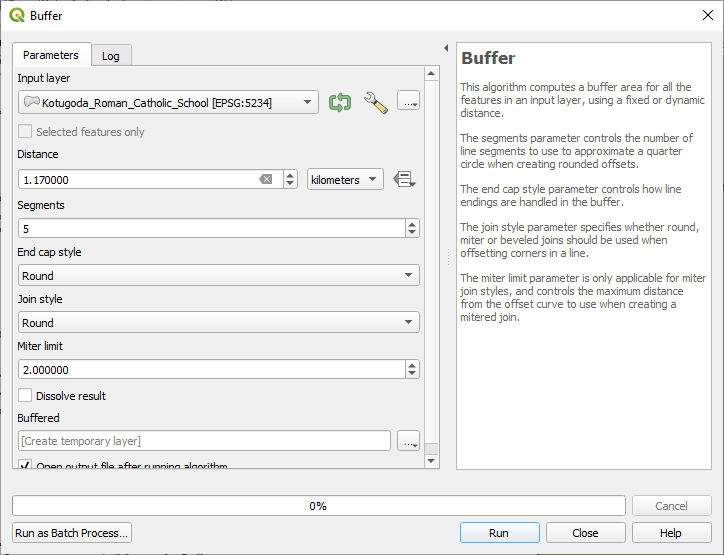 Buffer
Parameters
Log
Input layer
Kotugoda_Roman_Catholic_School [EPSG:5234]
...
Selected features only
Distance
1.170000
kilometers
Segments
5
End cap style
Round
Join style
Round
Miter limit
2.000000
Dissolve result
Buffered
[Create temporary layer]
...
Open output file after running algorithm
Buffer
This algorithm computes a buffer area for all the
features in an input layer, using a fixed or dynamic
distance.
The segments parameter controls the number of
line segments to use to approximate a quarter
circle when creating rounded offsets.
The end cap style parameter controls how line
endings are handled in the buffer.
The join style parameter specifies whether round,
miter or beveled joins should be used when
offsetting corners in a line.
The miter limit parameter is only applicable for miter
join styles, and controls the maximum distance
from the offset curve to use when creating a
mitered join.
0%
Cancel
Run as Batch Process...
Run
Close
Help